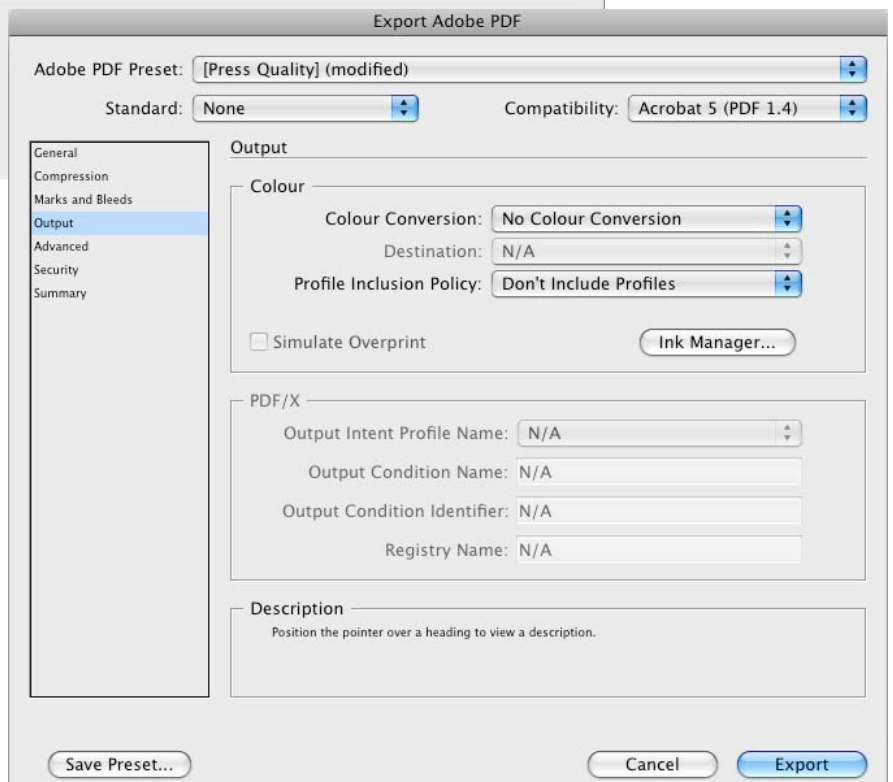 Export Adobe PDF
Adobe PDF Preset: [Press Quality] (modified)
Standard: None Compatibility: Acrobat 5 (PDF 1.4)
General
Compression
Marks and Bleeds
Output
Advanced
Security
Summary
Output
Colour
Colour Conversion: No Colour Conversion
Destination: N/A
Profile Inclusion Policy: Don't Include Profiles
Simulate Overprint Ink Manager...
PDF/X
Output Intent Profile Name: N/A
Output Condition Name: N/A
Output Condition Identifier: N/A
Registry Name: N/A
Description
Position the pointer over a heading to view a description.
Save Preset... Cancel Export